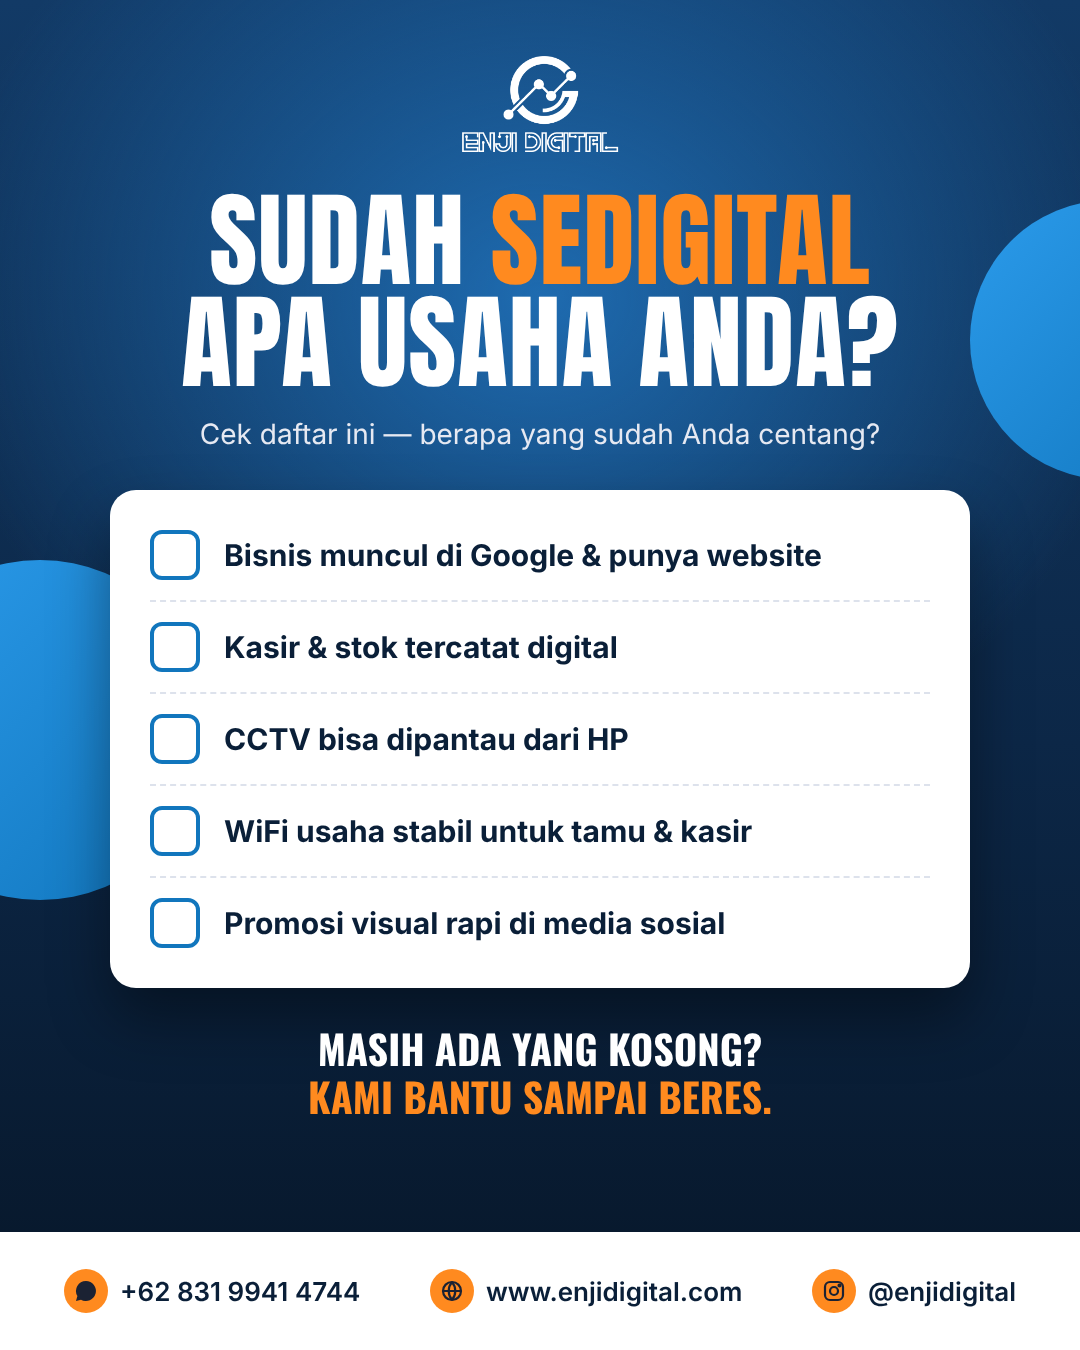 ENJI DIGITAL
SUDAH SEDIGITAL
APA USAHA ANDA?
Cek daftar ini — berapa yang sudah Anda centang?
Bisnis muncul di Google & punya website
Kasir & stok tercatat digital
CCTV bisa dipantau dari HP
WiFi usaha stabil untuk tamu & kasir
Promosi visual rapi di media sosial
MASIH ADA YANG KOSONG?
KAMI BANTU SAMPAI BERES.
+62 831 9941 4744
www.enjidigital.com
@enjidigital